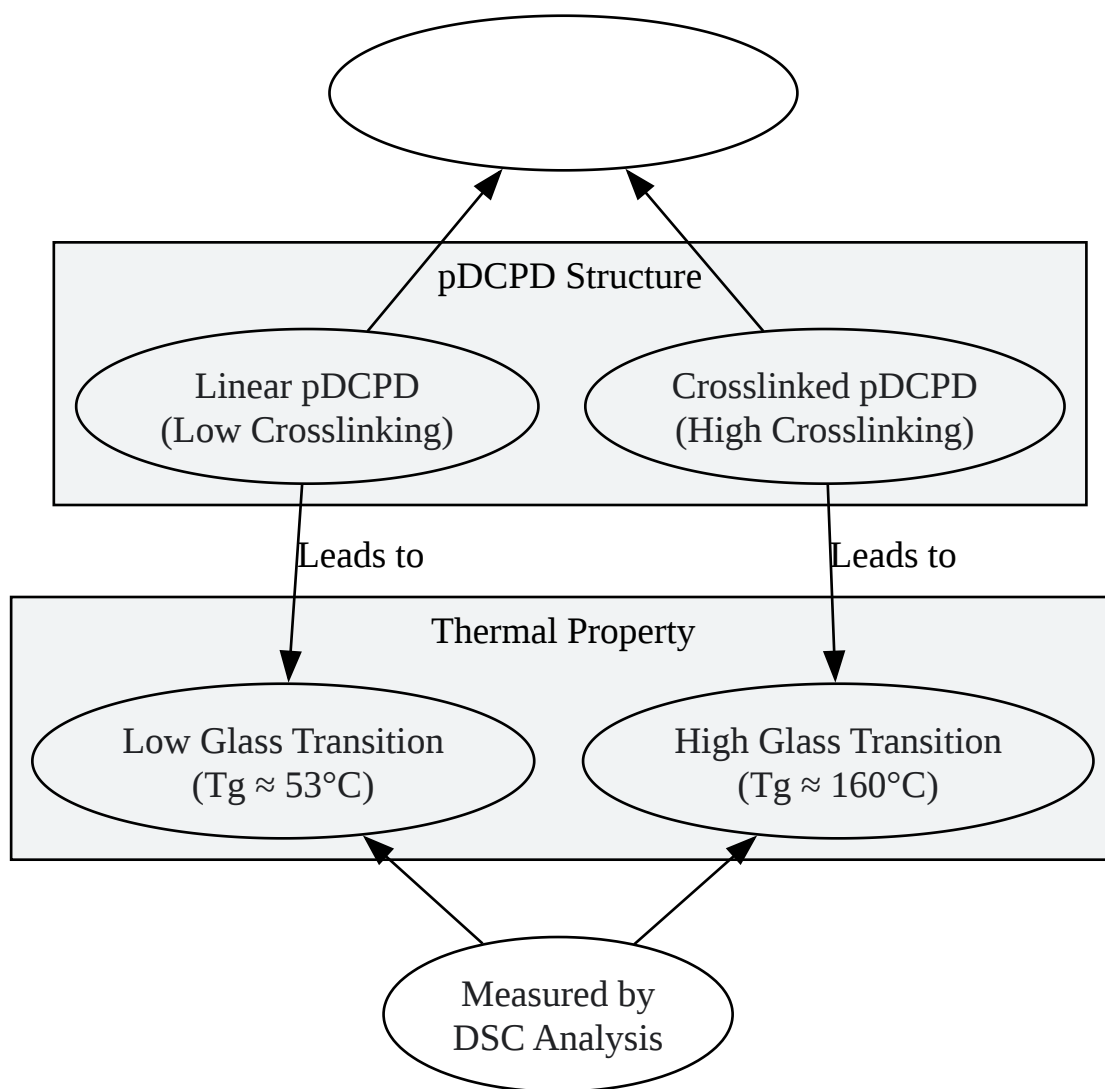 pDCPD Structure
Linear pDCPD
(Low Crosslinking)
Crosslinked pDCPD
(High Crosslinking)
Leads to
Leads to
Thermal Property
Low Glass Transition
(Tg ≈ 53°C)
High Glass Transition
(Tg ≈ 160°C)
Measured by
DSC Analysis